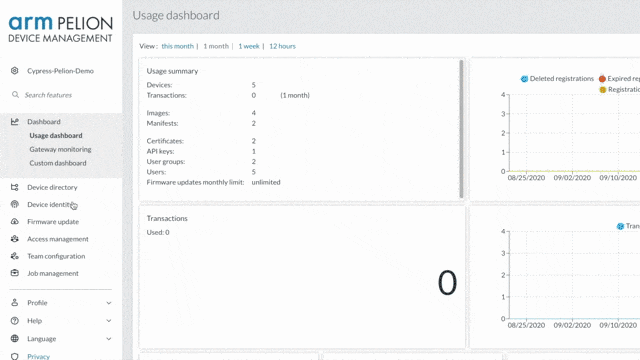 arm PELION
DEVICE MANAGEMENT
Cypress-Pelion-Demo
Search features
Dashboard
Usage dashboard
Gateway monitoring
Custom dashboard
Device directory
Device identity
Firmware update
Access management
Team configuration
Job management
Profile
Help
Language
Privacy
Usage dashboard
View : this month | 1 month | 1 week | 12 hours
Usage summary
Devices: 5
Transactions: 0 (1 month)
Images: 4
Manifests: 2
Certificates: 2
API keys: 1
User groups: 2
Users: 5
Firmware updates monthly limit: unlimited
Deleted registrations Expired re
Registratio
4
3
2
1
0
08/25/2020 09/02/2020 09/10/2020
Transactions
Used: 0
0
Tran
4
3
2
1
0
08/25/2020 09/02/2020 09/10/2020